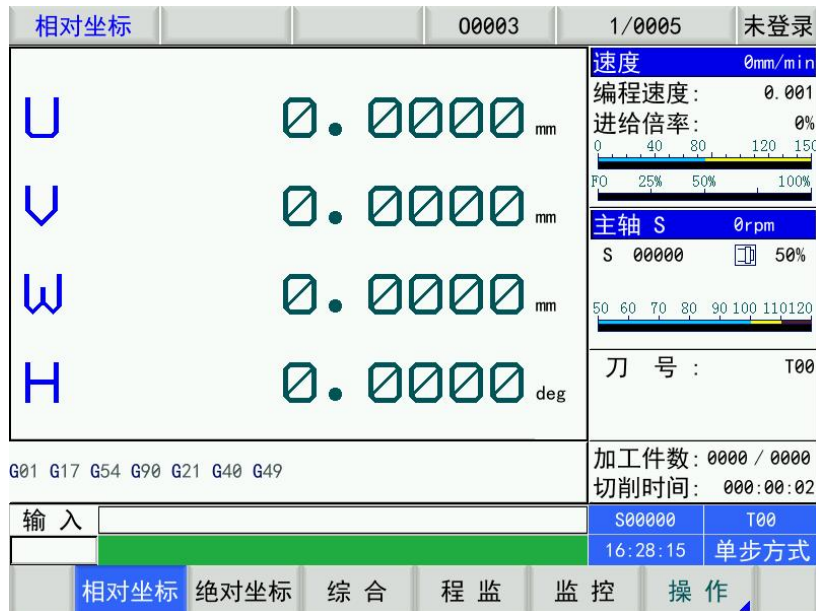 相对坐标 O0003 1/0005 未登录
U 0.0000 mm
V 0.0000 mm
W 0.0000 mm
H 0.0000 deg
G01 G17 G54 G90 G21 G40 G49
速度 0mm/min
编程速度: 0.001
进给倍率: 0%
0 40 80 120 150
F0 25% 50% 100%
主轴 S 0rpm
S 00000 50%
50 60 70 80 90 100 110 120
刀 号: T00
加工件数: 0000 / 0000
切削时间: 000:00:02
输 入
S00000 T00
16:28:15 单步方式
相对坐标 绝对坐标 综 合 程 监 监 控 操 作